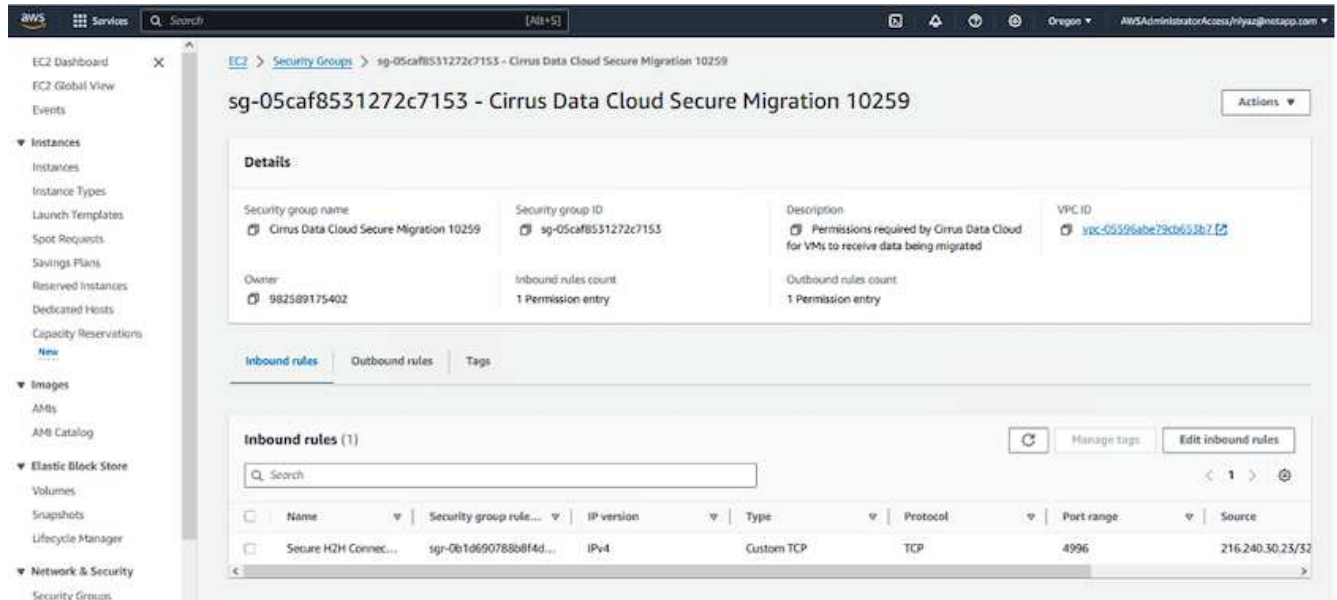 aws Services Search [Alt+S] Oregon AWSAdministratorAccess/niyaz@netapp.com
EC2 Dashboard
EC2 Global View
Events
Instances
Instances
Instance Types
Launch Templates
Spot Requests
Savings Plans
Reserved Instances
Dedicated Hosts
Capacity Reservations
New
Images
AMIs
AMI Catalog
Elastic Block Store
Volumes
Snapshots
Lifecycle Manager
Network & Security
Security Groups
EC2 > Security Groups > sg-05caf8531272c7153 - Cirrus Data Cloud Secure Migration 10259
sg-05caf8531272c7153 - Cirrus Data Cloud Secure Migration 10259
Actions
Details
Security group name
Cirrus Data Cloud Secure Migration 10259
Security group ID
sg-05caf8531272c7153
Description
Permissions required by Cirrus Data Cloud
for VMs to receive data being migrated
VPC ID
vpc-05596abe79cb653b7
Owner
982589175402
Inbound rules count
1 Permission entry
Outbound rules count
1 Permission entry
Inbound rules Outbound rules Tags
Inbound rules (1)
Manage tags Edit inbound rules
Search
1
Name Security group rule... IP version Type Protocol Port range Source
Secure H2H Connec... sgr-0b1d690788b8f4d... IPv4 Custom TCP TCP 4996 216.240.30.23/32